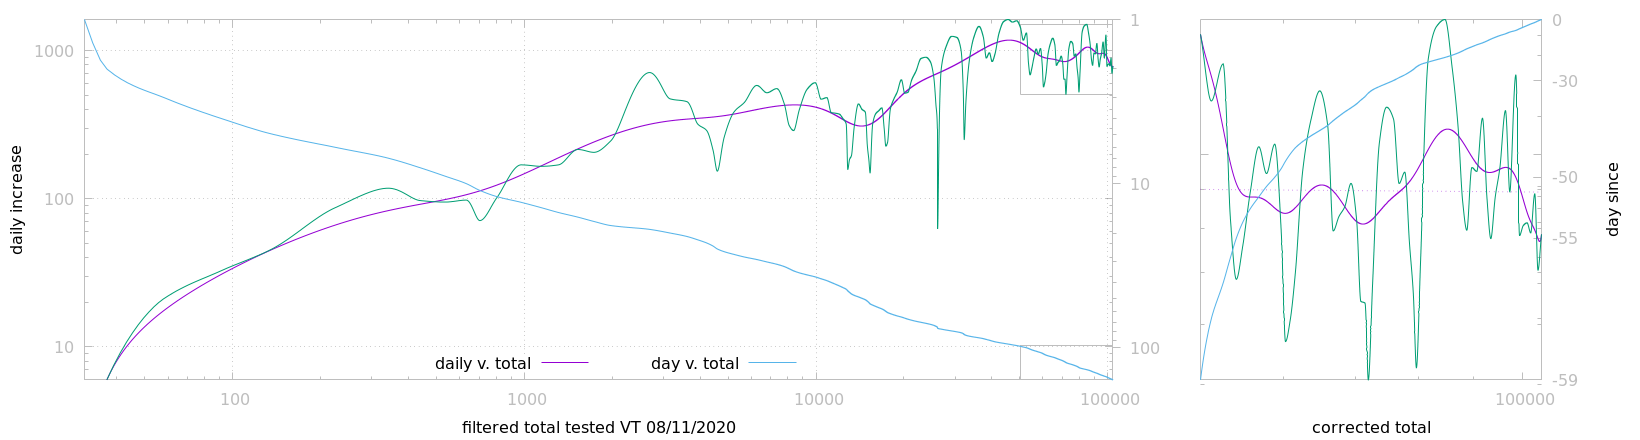 1000
100
10
daily increase
100
1000
10000
100000
filtered total tested VT 08/11/2020
daily v. total
day v. total
1
10
100
100000
corrected total
0
-30
-50
-55
-59
day since